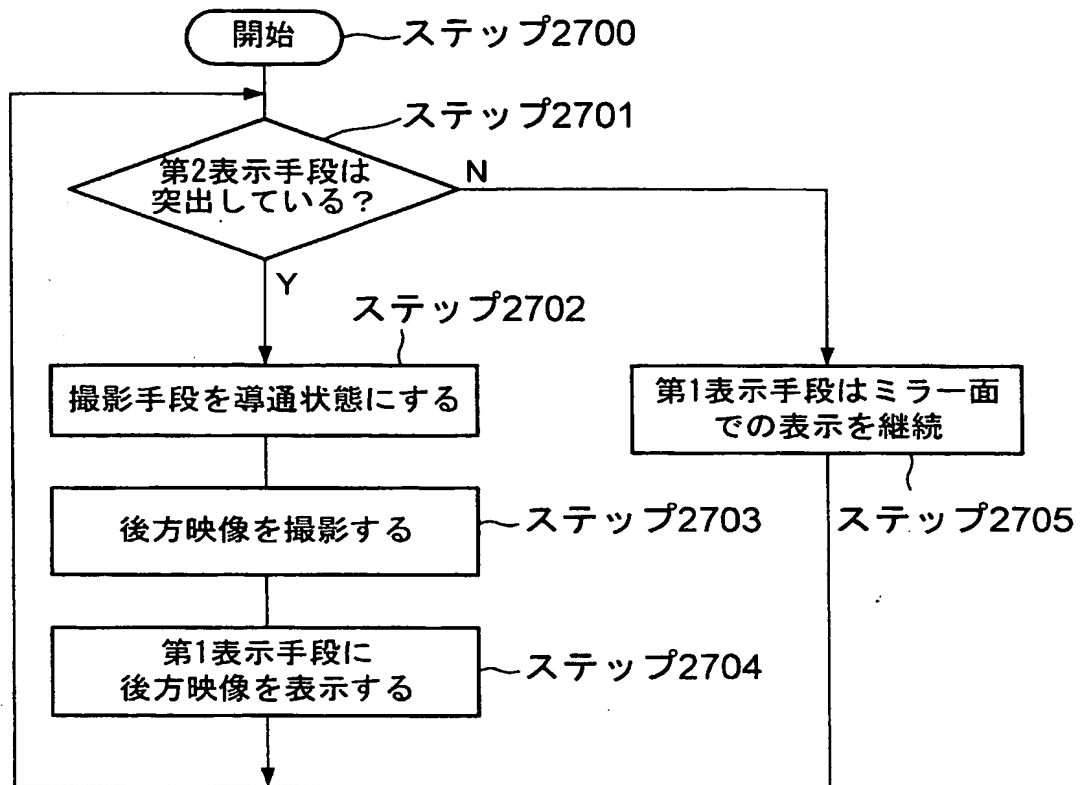 開始
ステップ2700
ステップ2701
第2表示手段は
突出している?
N
Y
ステップ2702
撮影手段を導通状態にする
第1表示手段はミラー面
での表示を継続
後方映像を撮影する
ステップ2703
ステップ2705
第1表示手段に
後方映像を表示する
ステップ2704